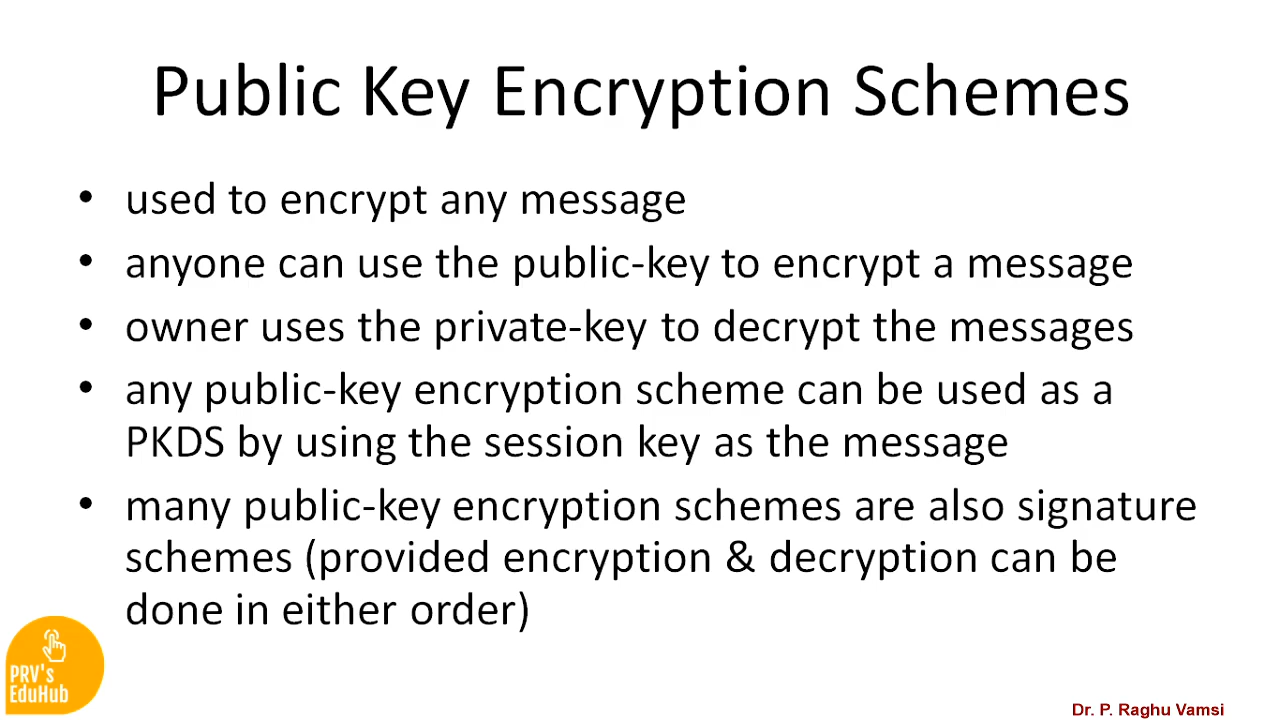 Public Key Encryption Schemes
• used to encrypt any message
• anyone can use the public-key to encrypt a message
• owner uses the private-key to decrypt the messages
• any public-key encryption scheme can be used as a
PKDS by using the session key as the message
• many public-key encryption schemes are also signature
schemes (provided encryption & decryption can be
done in either order)
PRV's
EduHub
Dr. P. Raghu Vamsi